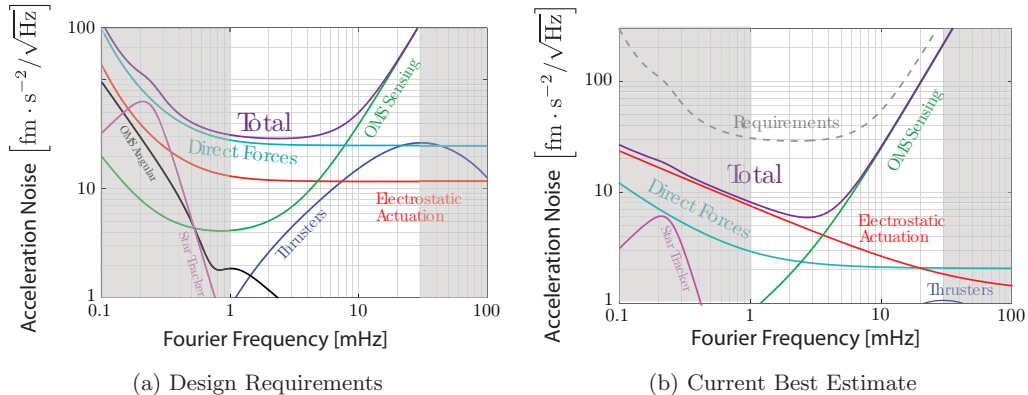 Acceleration Noise [fm · s⁻²/√Hz]
100
100
10
1
0.1
1
10
100
Fourier Frequency [mHz]
OMS Angular
Star Tracker
Total
Direct Forces
OMS Sensing
Electrostatic
Actuation
Thrusters
(a) Design Requirements
Acceleration Noise [fm · s⁻²/√Hz]
100
10
1
0.1
1
10
100
Fourier Frequency [mHz]
Requirements
Total
Direct Forces
Star Tracker
OMS Sensing
Electrostatic
Actuation
Thrusters
(b) Current Best Estimate